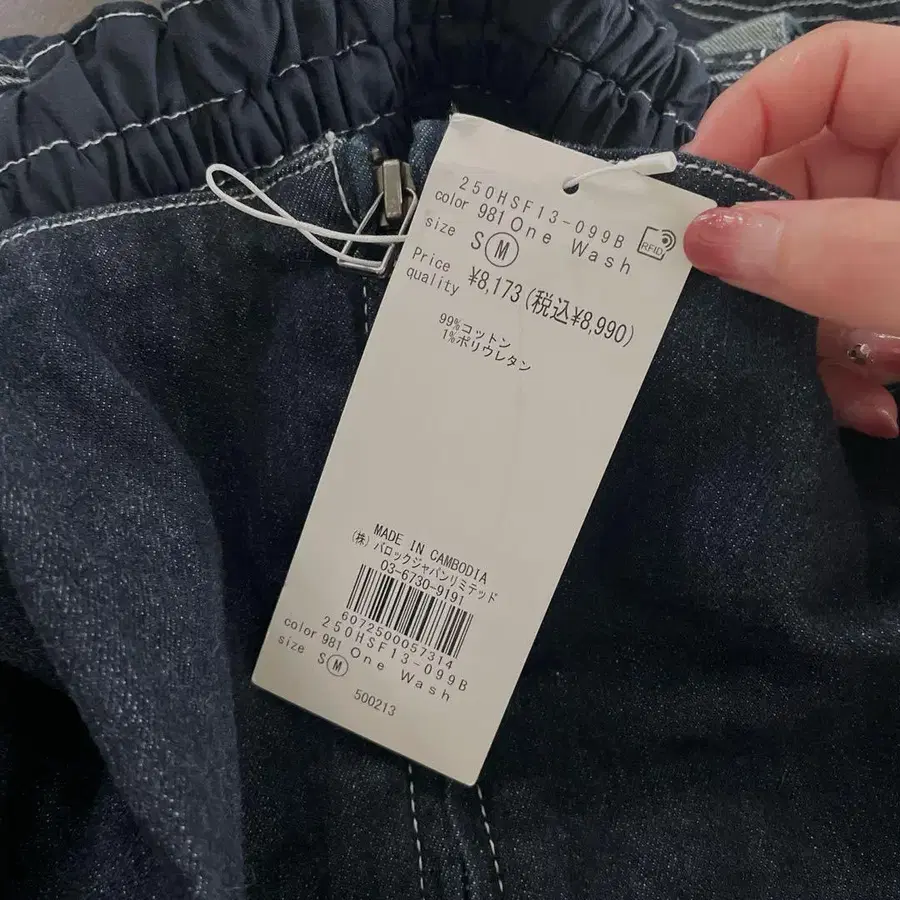 250HSF13-099B
color 981 One Wash
RFID
size S Ⓜ
Price ¥8,173(税込¥8,990)
quality
99%コットン
1%ポリウレタン
MADE IN CAMBODIA
(株)バロックジャパンリミテッド
03-6730-9191
6072500057314
250HSF13-099B
color 981 One Wash
size S Ⓜ
500213